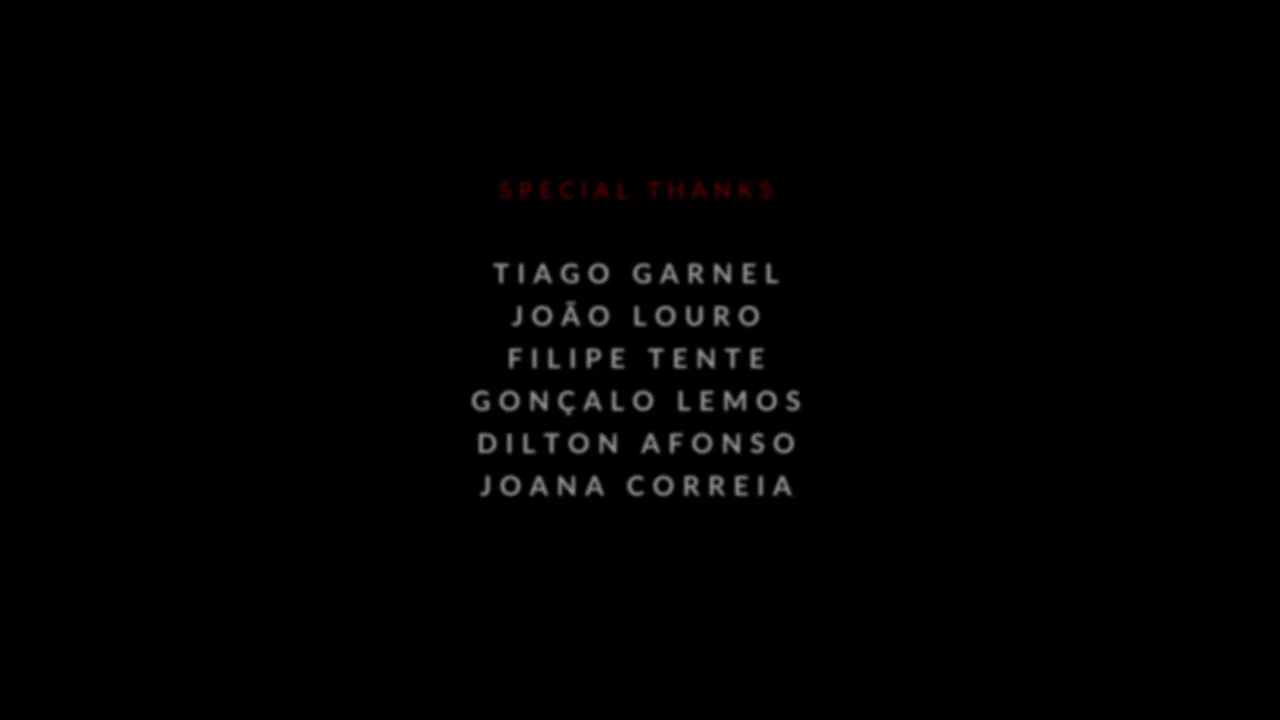 SPECIAL THANKS
TIAGO GARNEL
JOÃO LOURO
FILIPE TENTE
GONÇALO LEMOS
DILTON AFONSO
JOANA CORREIA